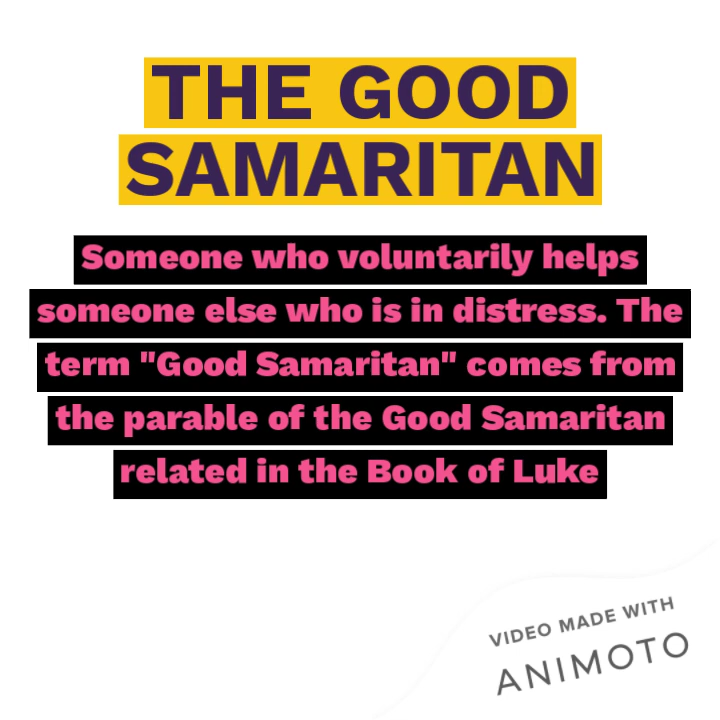 THE GOOD
SAMARITAN
Someone who voluntarily helps
someone else who is in distress. The
term "Good Samaritan" comes from
the parable of the Good Samaritan
related in the Book of Luke
VIDEO MADE WITH
ANIMOTO